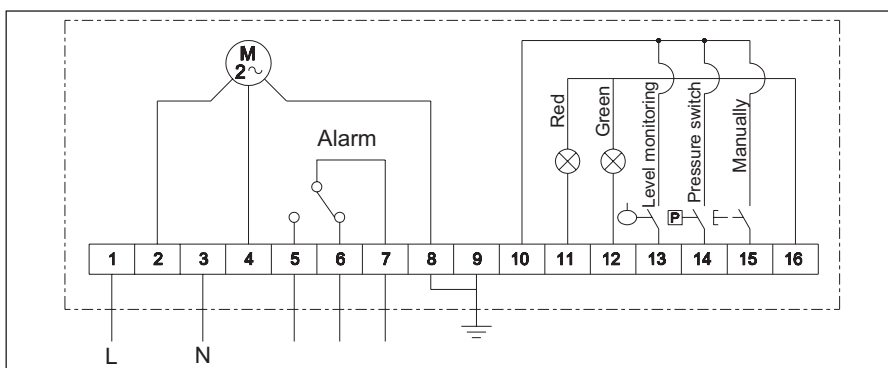 M
2~
Alarm
Red
Green
Level monitoring
Pressure switch
Manually
P
1 2 3 4 5 6 7 8 9 10 11 12 13 14 15 16
L N